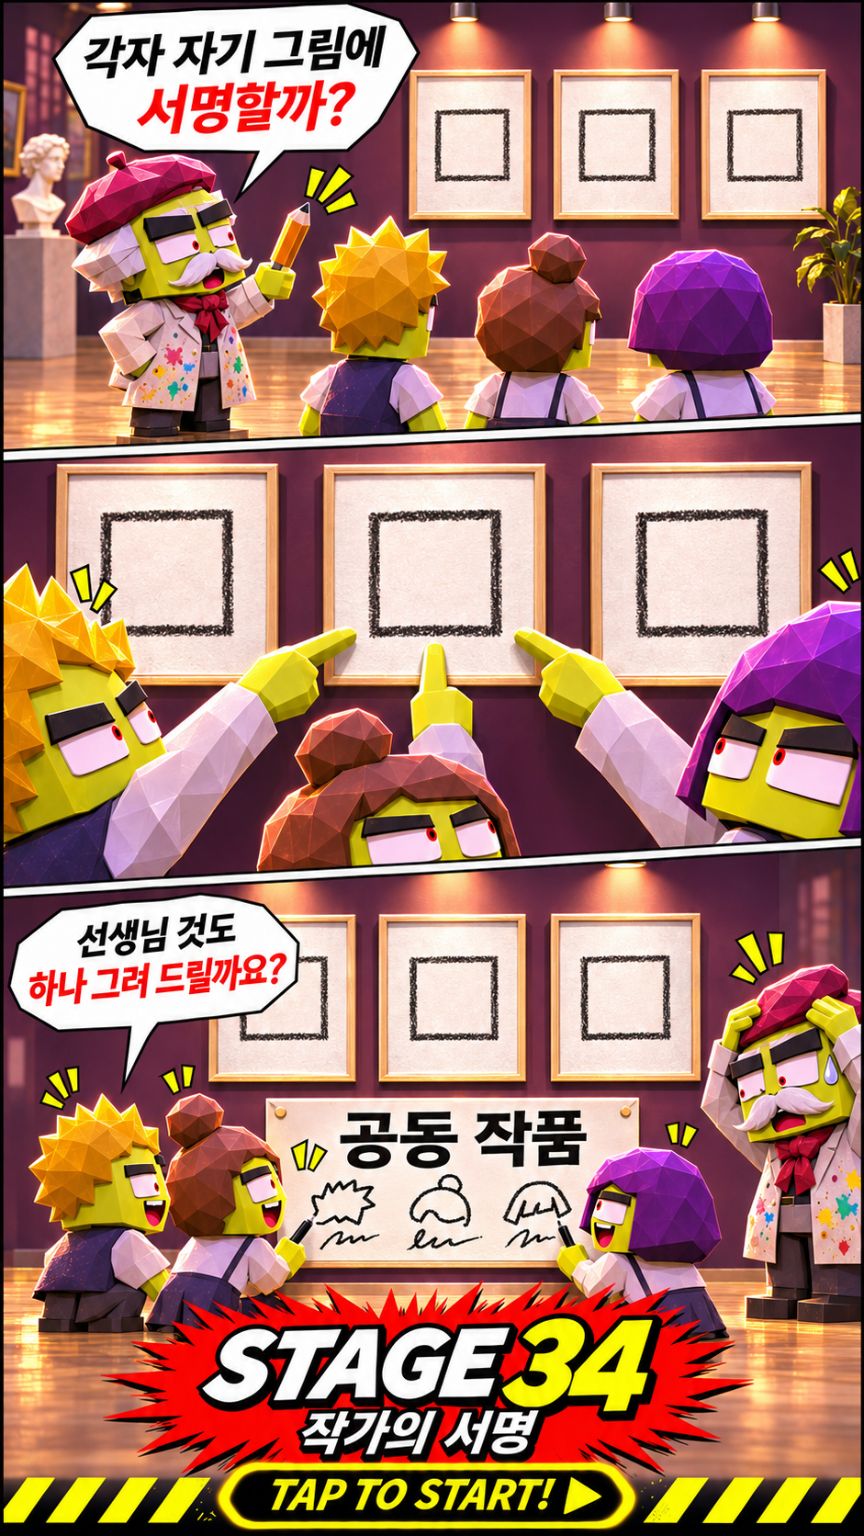 각자 자기 그림에
서명할까?
선생님 것도
하나 그려 드릴까요?
공동 작품
STAGE 34
작가의 서명
TAP TO START!